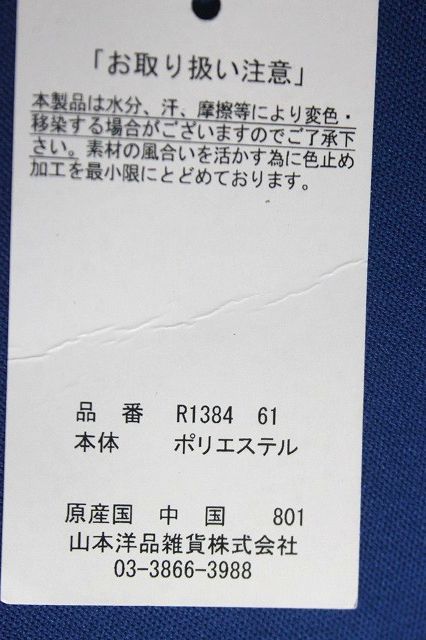 「お取り扱い注意」
本製品は水分、汗、摩擦等により変色・
移染する場合がございますのでご了承下
さい。素材の風合いを活かす為に色止め
加工を最小限にとどめております。
品 番 R1384 61
本体 ポリエステル
原産国 中 国 801
山本洋品雑貨株式会社
03-3866-3988